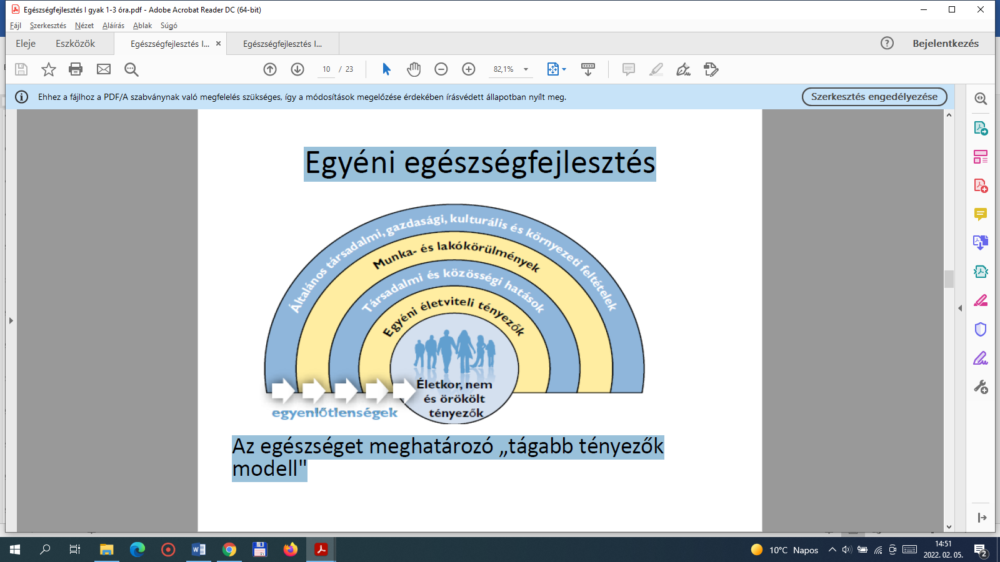 Egészségfejlesztés I gyak 1-3 óra.pdf - Adobe Acrobat Reader DC (64-bit)
Fájl Szerkesztés Nézet Aláírás Ablak Súgó
Eleje Eszközök Egészségfejlesztés I... × Egészségfejlesztés I... Bejelentkezés
10 / 23 82,1%
Ehhez a fájlhoz a PDF/A szabványnak való megfelelés szükséges, így a módosítások megelőzése érdekében írásvédett állapotban nyílt meg. Szerkesztés engedélyezése
Egyéni egészségfejlesztés
Általános társadalmi, gazdasági, kulturális és környezeti feltételek
Munka- és lakókörülmények
Társadalmi és közösségi hatások
Egyéni életviteli tényezők
Életkor, nem
és örökölt
tényezők
egyenlőtlenségek
Az egészséget meghatározó „tágabb tényezők
modell"
10°C Napos
14:51
2022. 02. 05.
2